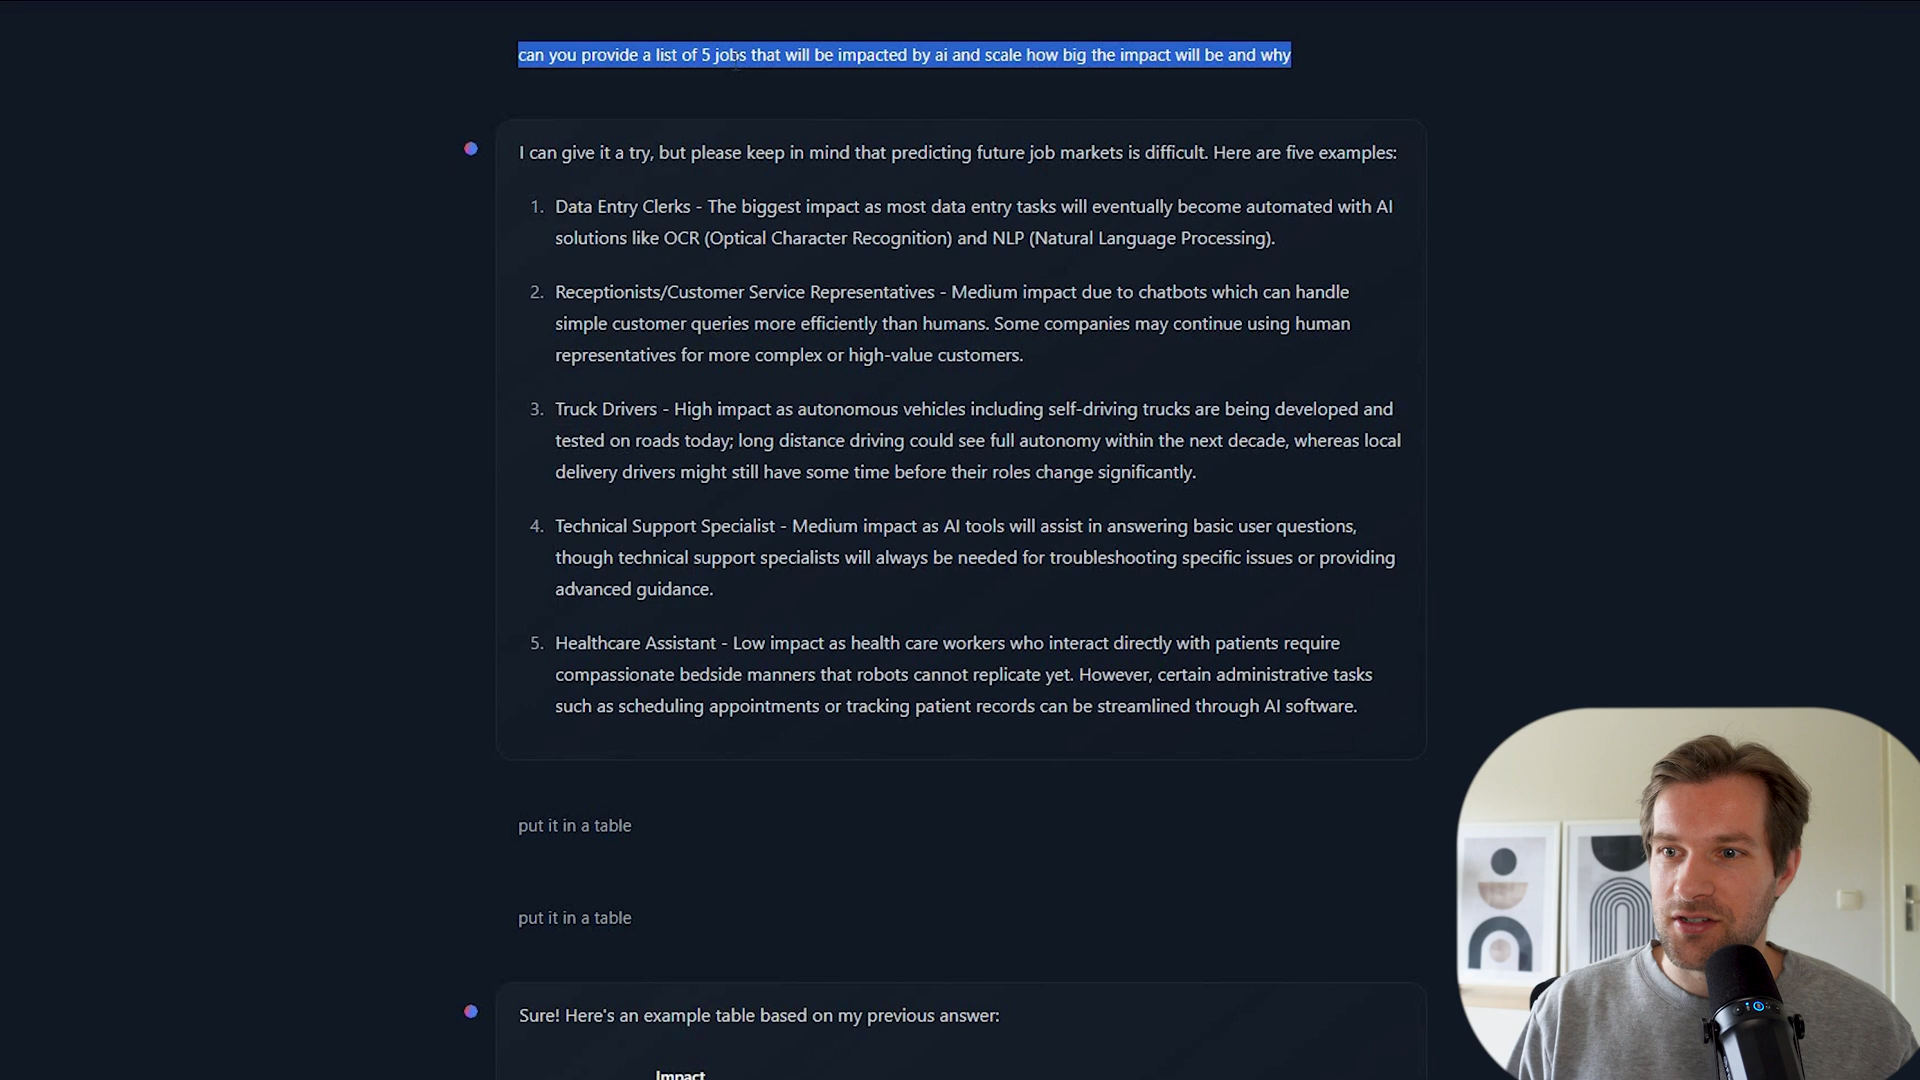 can you provide a list of 5 jobs that will be impacted by ai and scale how big the impact will be and why
I can give it a try, but please keep in mind that predicting future job markets is difficult. Here are five examples:
1. Data Entry Clerks - The biggest impact as most data entry tasks will eventually become automated with AI
solutions like OCR (Optical Character Recognition) and NLP (Natural Language Processing).
2. Receptionists/Customer Service Representatives - Medium impact due to chatbots which can handle
simple customer queries more efficiently than humans. Some companies may continue using human
representatives for more complex or high-value customers.
3. Truck Drivers - High impact as autonomous vehicles including self-driving trucks are being developed and
tested on roads today; long distance driving could see full autonomy within the next decade, whereas local
delivery drivers might still have some time before their roles change significantly.
4. Technical Support Specialist - Medium impact as AI tools will assist in answering basic user questions,
though technical support specialists will always be needed for troubleshooting specific issues or providing
advanced guidance.
5. Healthcare Assistant - Low impact as health care workers who interact directly with patients require
compassionate bedside manners that robots cannot replicate yet. However, certain administrative tasks
such as scheduling appointments or tracking patient records can be streamlined through AI software.
put it in a table
put it in a table
Sure! Here's an example table based on my previous answer:
Impact